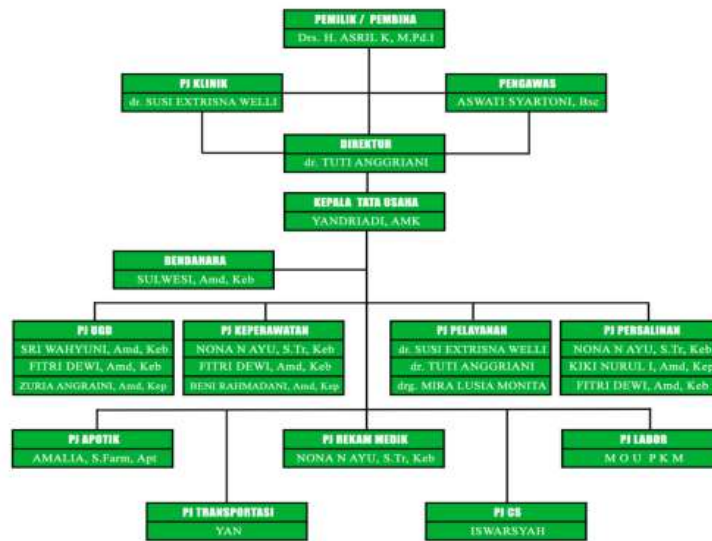 PEMILIK / PEMBINA
Drs. H. ASRIL K, M.Pd.I
PJ KLINIK
dr. SUSI EXTRISNA WELLI
PENGAWAS
ASWATI SYARTONI, Bsc
DIREKTUR
dr. TUTI ANGGRIANI
KEPALA TATA USAHA
YANDRIADI, AMK
BENDAHARA
SULWESI, Amd, Keb
PJ UGD
SRI WAHYUNI, Amd, Keb
FITRI DEWI, Amd, Keb
ZURIA ANGRAINI, Amd, Kep
PJ KEPERAWATAN
NONA N AYU, S.Tr, Keb
FITRI DEWI, Amd, Keb
RENI RAHMADANI, Amd, Kep
PJ PELAYANAN
dr. SUSI EXTRISNA WELLI
dr. TUTI ANGGRIANI
drg. MIRA LUSIA MONITA
PJ PERSALINAN
NONA N AYU, S.Tr, Keb
KIKI NURUL I, Amd, Kep
FITRI DEWI, Amd, Keb
PJ APOTIK
AMALIA, S.Farm, Apt
PJ REKAM MEDIK
NONA N AYU, S.Tr, Keb
PJ LABOR
M O U P K M
PJ TRANSPORTASI
YAN
PJ CS
ISWARSYAH